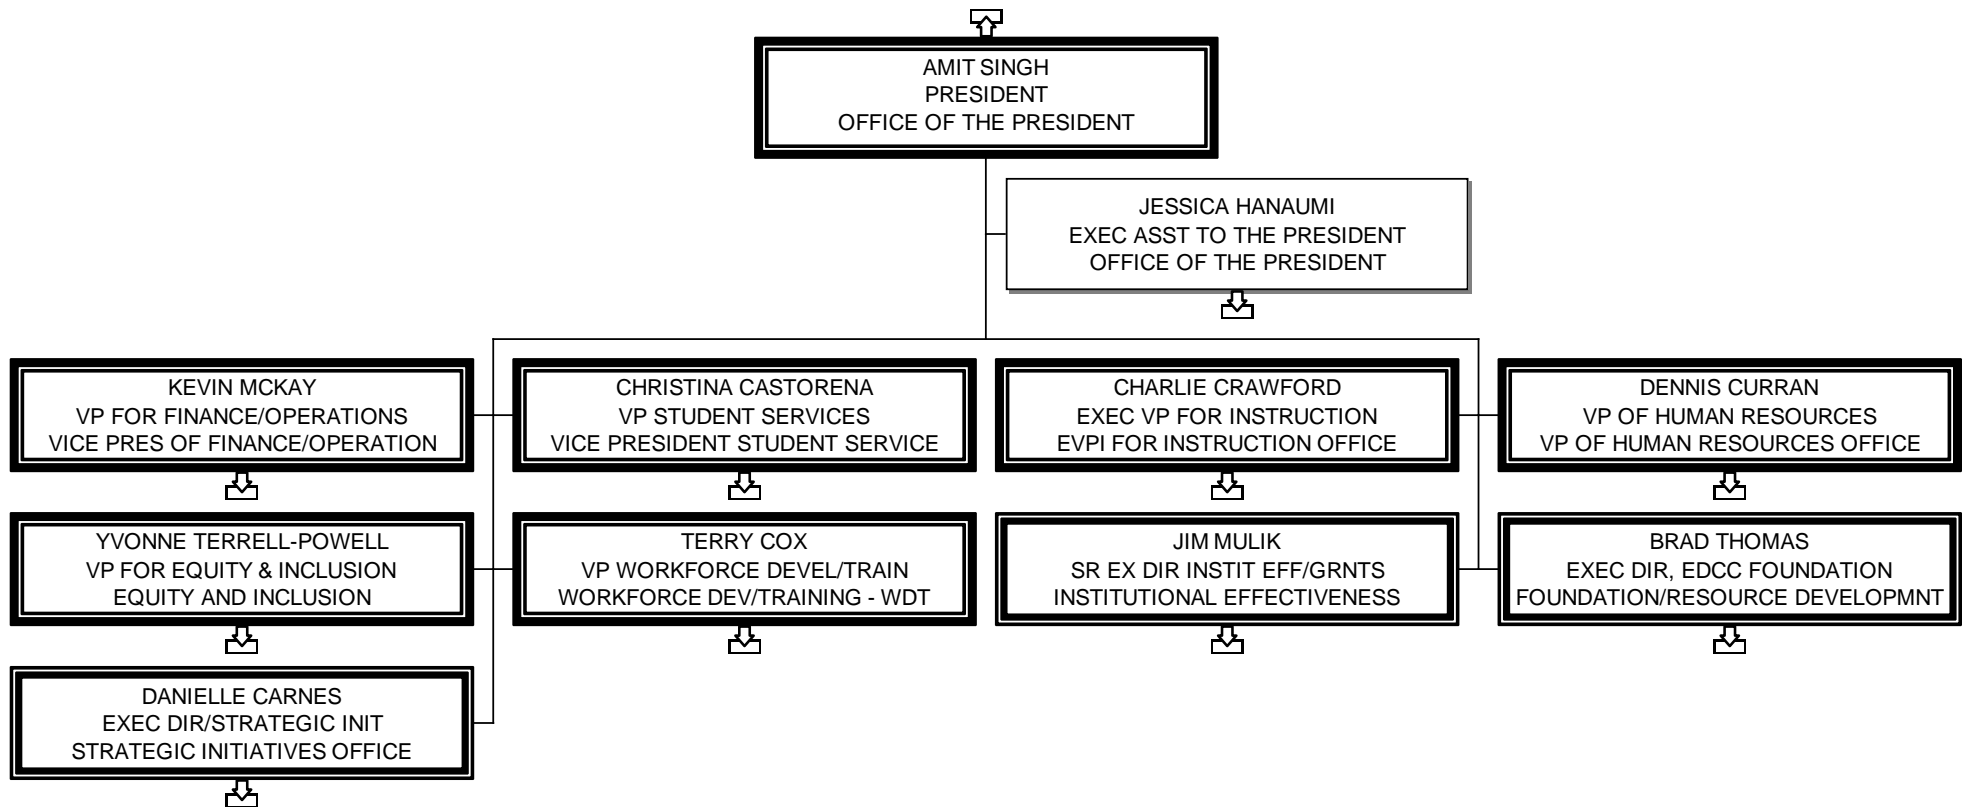 AMIT SINGH
PRESIDENT
OFFICE OF THE PRESIDENT
JESSICA HANAUMI
EXEC ASST TO THE PRESIDENT
OFFICE OF THE PRESIDENT
KEVIN MCKAY
VP FOR FINANCE/OPERATIONS
VICE PRES OF FINANCE/OPERATION
CHRISTINA CASTORENA
VP STUDENT SERVICES
VICE PRESIDENT STUDENT SERVICE
CHARLIE CRAWFORD
EXEC VP FOR INSTRUCTION
EVPI FOR INSTRUCTION OFFICE
DENNIS CURRAN
VP OF HUMAN RESOURCES
VP OF HUMAN RESOURCES OFFICE
YVONNE TERRELL-POWELL
VP FOR EQUITY & INCLUSION
EQUITY AND INCLUSION
TERRY COX
VP WORKFORCE DEVEL/TRAIN
WORKFORCE DEV/TRAINING - WDT
JIM MULIK
SR EX DIR INSTIT EFF/GRNTS
INSTITUTIONAL EFFECTIVENESS
BRAD THOMAS
EXEC DIR, EDCC FOUNDATION
FOUNDATION/RESOURCE DEVELOPMNT
DANIELLE CARNES
EXEC DIR/STRATEGIC INIT
STRATEGIC INITIATIVES OFFICE